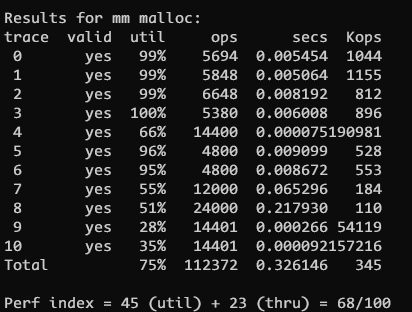 Results for mm malloc:
trace valid util ops secs Kops
0 yes 99% 5694 0.005454 1044
1 yes 99% 5848 0.005064 1155
2 yes 99% 6648 0.008192 812
3 yes 100% 5380 0.006008 896
4 yes 66% 14400 0.000075190981
5 yes 96% 4800 0.009099 528
6 yes 95% 4800 0.008672 553
7 yes 55% 12000 0.065296 184
8 yes 51% 24000 0.217930 110
9 yes 28% 14401 0.000266 54119
10 yes 35% 14401 0.000092157216
Total 75% 112372 0.326146 345
Perf index = 45 (util) + 23 (thru) = 68/100